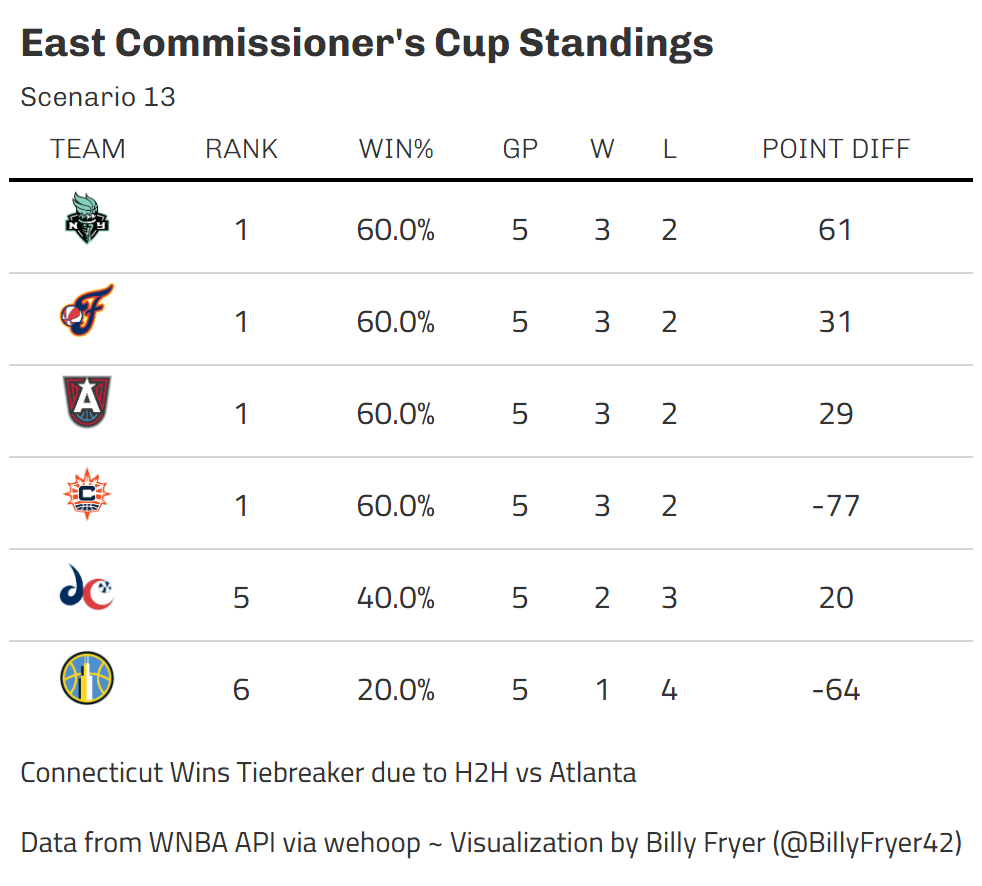 East Commissioner's Cup Standings
Scenario 13
TEAM RANK WIN% GP W L POINT DIFF
NY 1 60.0% 5 3 2 61
F 1 60.0% 5 3 2 31
A 1 60.0% 5 3 2 29
C 1 60.0% 5 3 2 -77
dc 5 40.0% 5 2 3 20
6 20.0% 5 1 4 -64
Connecticut Wins Tiebreaker due to H2H vs Atlanta
Data from WNBA API via wehoop ~ Visualization by Billy Fryer (@BillyFryer42)